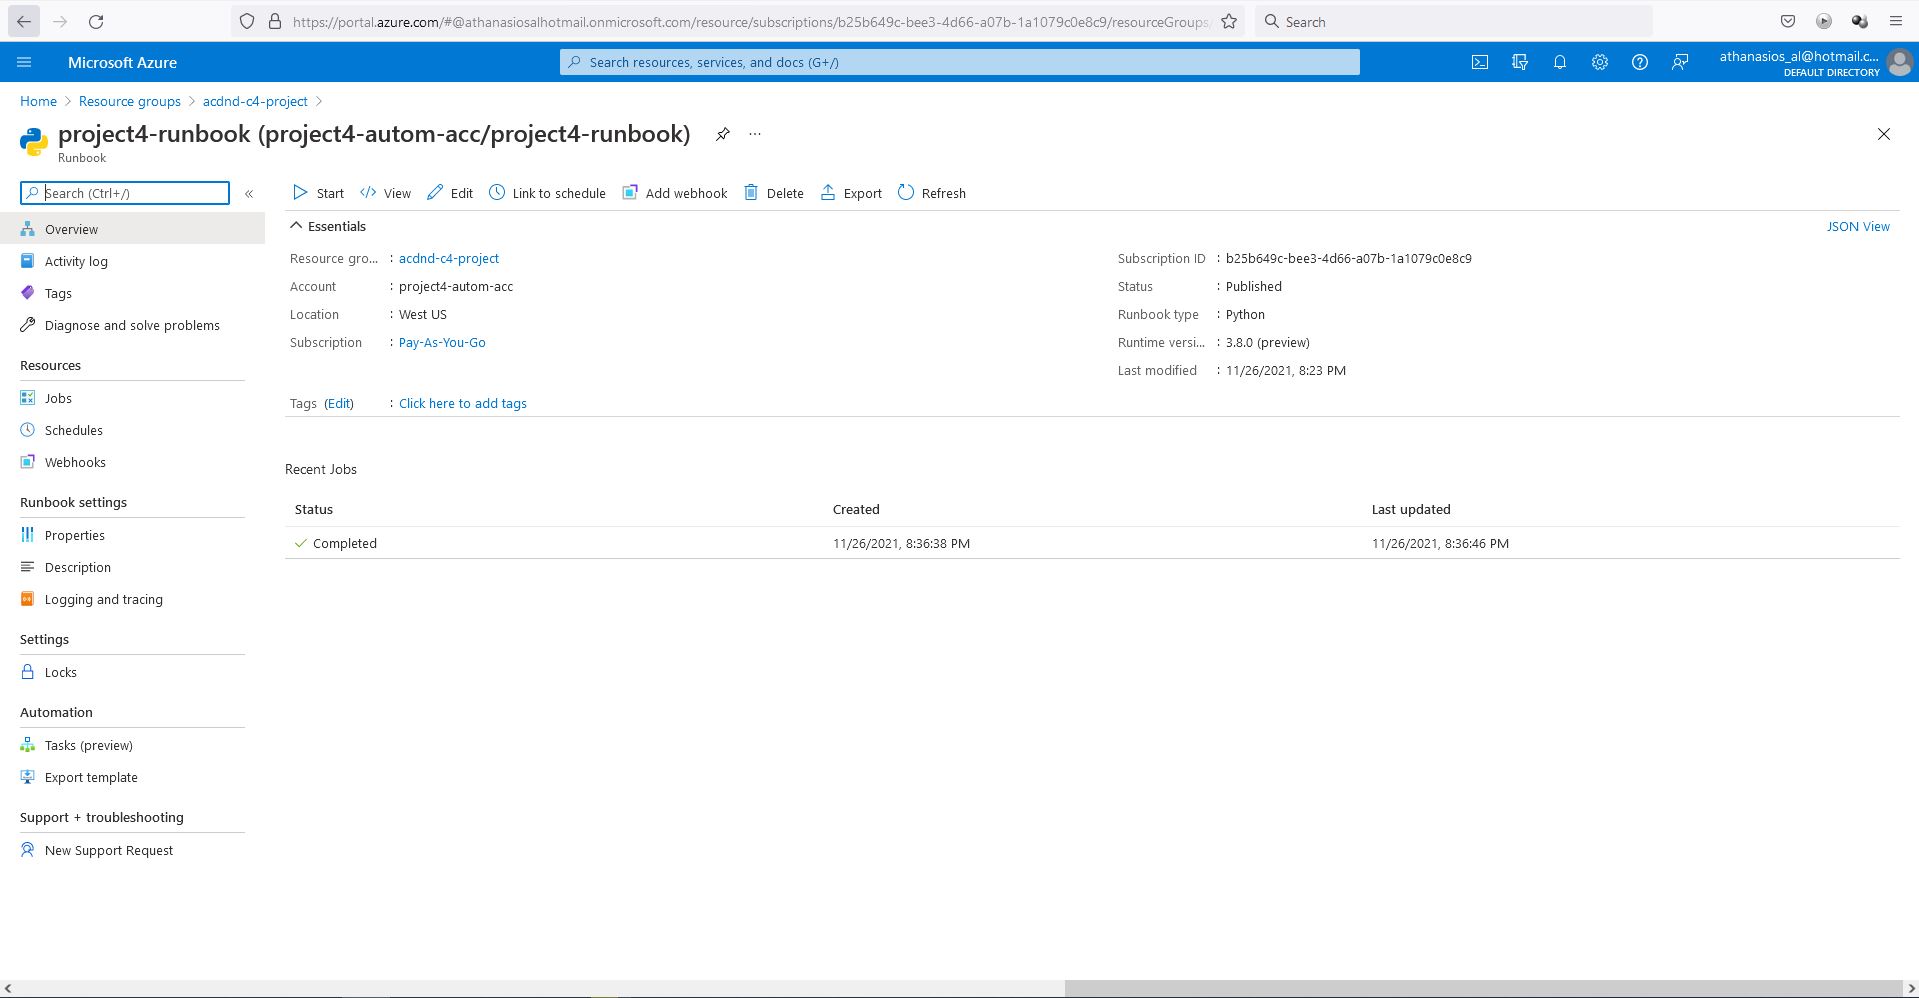 https://portal.azure.com/#@athanasiosalhotmail.onmicrosoft.com/resource/subscriptions/b25b649c-bee3-4d66-a07b-1a1079c0e8c9/resourceGroups/
Search
Microsoft Azure
Search resources, services, and docs (G+/)
athanasios_al@hotmail.c...
DEFAULT DIRECTORY
Home > Resource groups > acdnd-c4-project >
project4-runbook (project4-autom-acc/project4-runbook)
...
Runbook
Search (Ctrl+/)
«
Start
View
Edit
Link to schedule
Add webhook
Delete
Export
Refresh
Overview
Activity log
Tags
Diagnose and solve problems
Resources
Jobs
Schedules
Webhooks
Runbook settings
Properties
Description
Logging and tracing
Settings
Locks
Automation
Tasks (preview)
Export template
Support + troubleshooting
New Support Request
Essentials
JSON View
Resource gro... : acdnd-c4-project
Account : project4-autom-acc
Location : West US
Subscription : Pay-As-You-Go
Subscription ID : b25b649c-bee3-4d66-a07b-1a1079c0e8c9
Status : Published
Runbook type : Python
Runtime versi... : 3.8.0 (preview)
Last modified : 11/26/2021, 8:23 PM
Tags (Edit) : Click here to add tags
Recent Jobs
Status Created Last updated
Completed 11/26/2021, 8:36:38 PM 11/26/2021, 8:36:46 PM